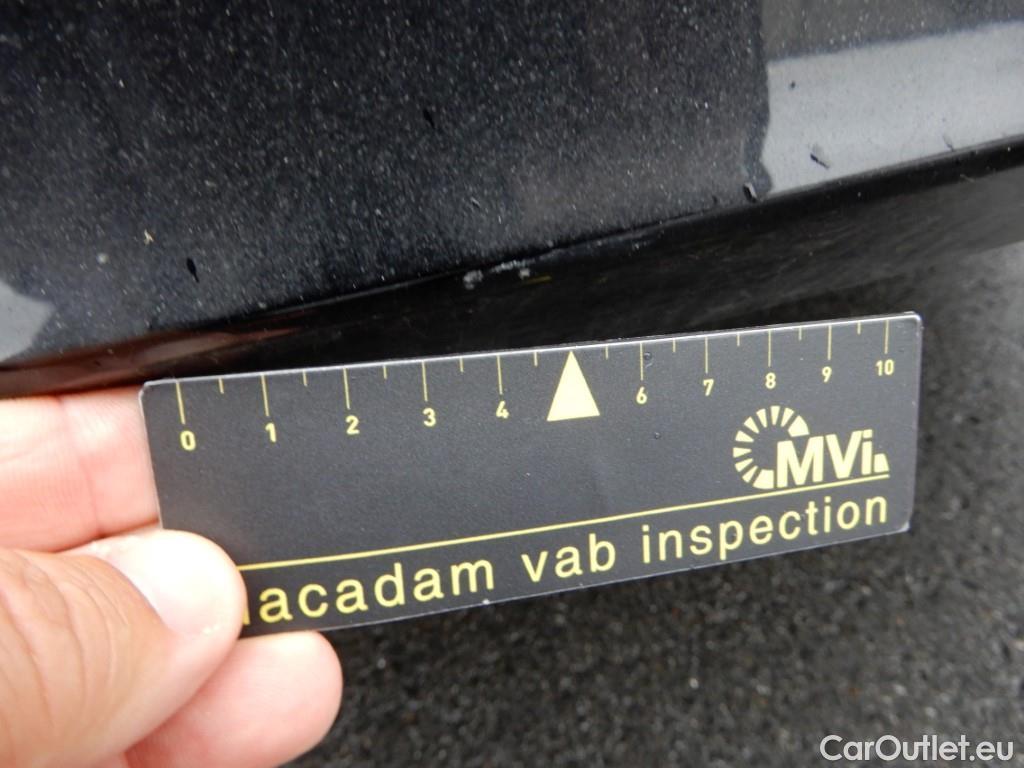 0 1 2 3 4 6 7 8 9 10
MVi
acadam vab inspection
CarOutlet.eu